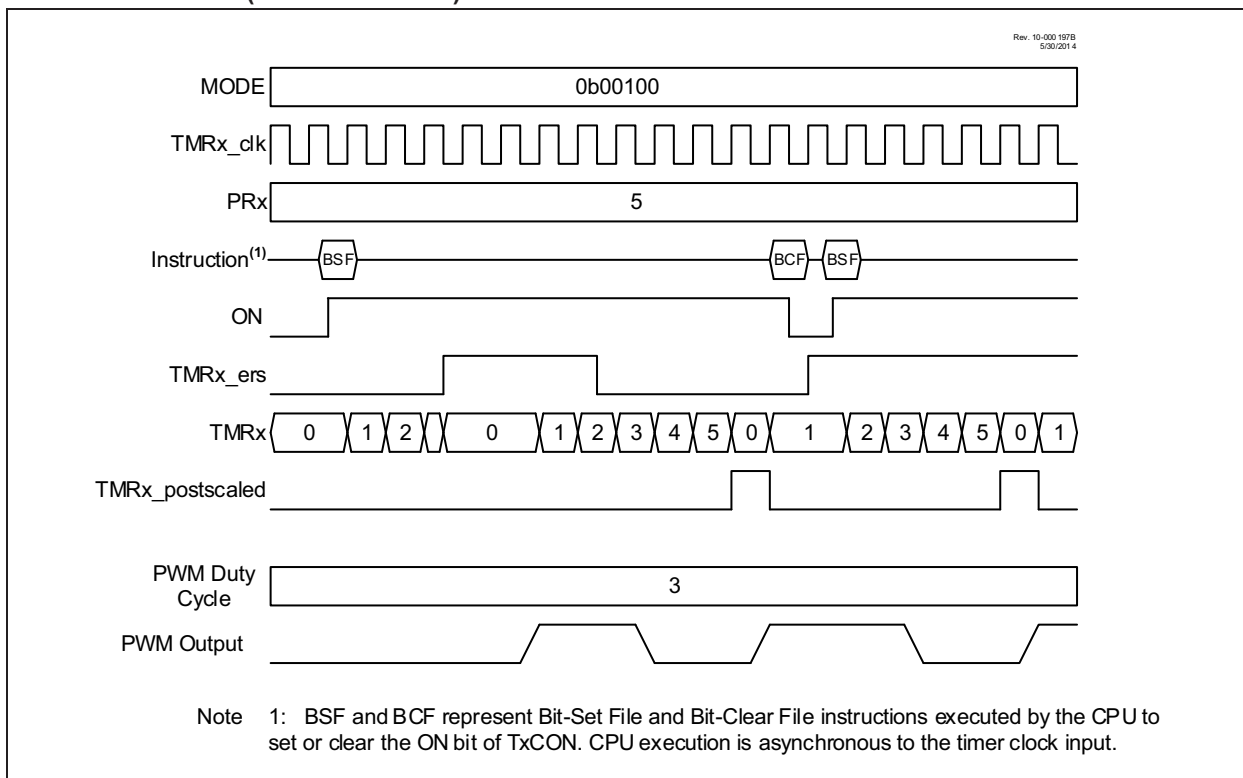 Rev. 10-000 197B
5/30/201 4
MODE 0b00100
TMRx_clk
PRx 5
Instruction(1) BSF BCF BSF
ON
TMRx_ers
TMRx 0 1 2 0 1 2 3 4 5 0 1 2 3 4 5 0 1
TMRx_postscaled
PWM Duty
Cycle 3
PWM Output
Note 1: BSF and BCF represent Bit-Set File and Bit-Clear File instructions executed by the CPU to
set or clear the ON bit of TxCON. CPU execution is asynchronous to the timer clock input.